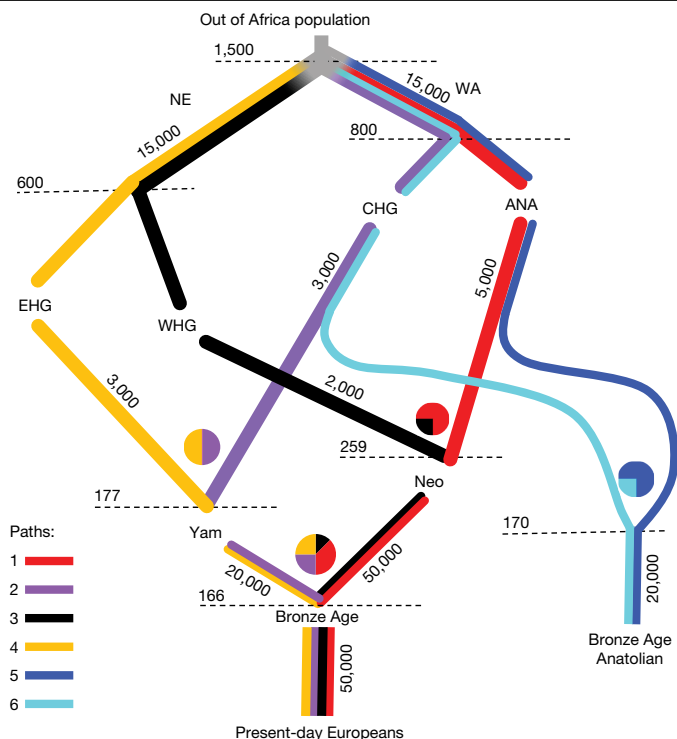 Out of Africa population
1,500
15,000
WA
NE
15,000
800
600
CHG
ANA
3,000
5,000
EHG
WHG
3,000
2,000
259
Neo
177
170
Yam
Paths:
1
2
3
4
5
6
20,000
50,000
20,000
166
Bronze Age
Bronze Age
Anatolian
50,000
Present-day Europeans